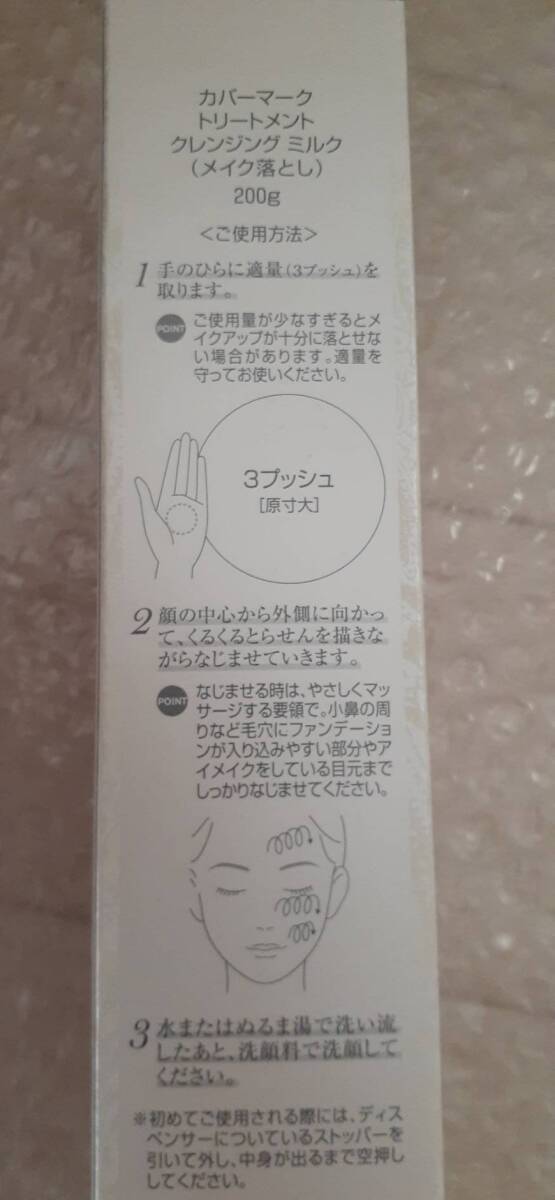 カバーマーク
トリートメント
クレンジング ミルク
(メイク落とし)
200g
<ご使用方法>
1 手のひらに適量(3プッシュ)を
取ります。
POINT ご使用量が少なすぎるとメ
イクアップが十分に落とせな
い場合があります。適量を
守ってお使いください。
3プッシュ
[原寸大]
2 顔の中心から外側に向かっ
て、くるくるとらせんを描きな
がらなじませていきます。
POINT なじませる時は、やさしくマッ
サージする要領で。小鼻の周
りなど毛穴にファンデーショ
ンが入り込みやすい部分やア
イメイクをしている目元まで
しっかりなじませてください。
3 水またはぬるま湯で洗い流
したあと、洗顔料で洗顔して
ください。
※初めてご使用される際には、ディス
ペンサーについているストッパーを
引いて外し、中身が出るまで空押し
してください。